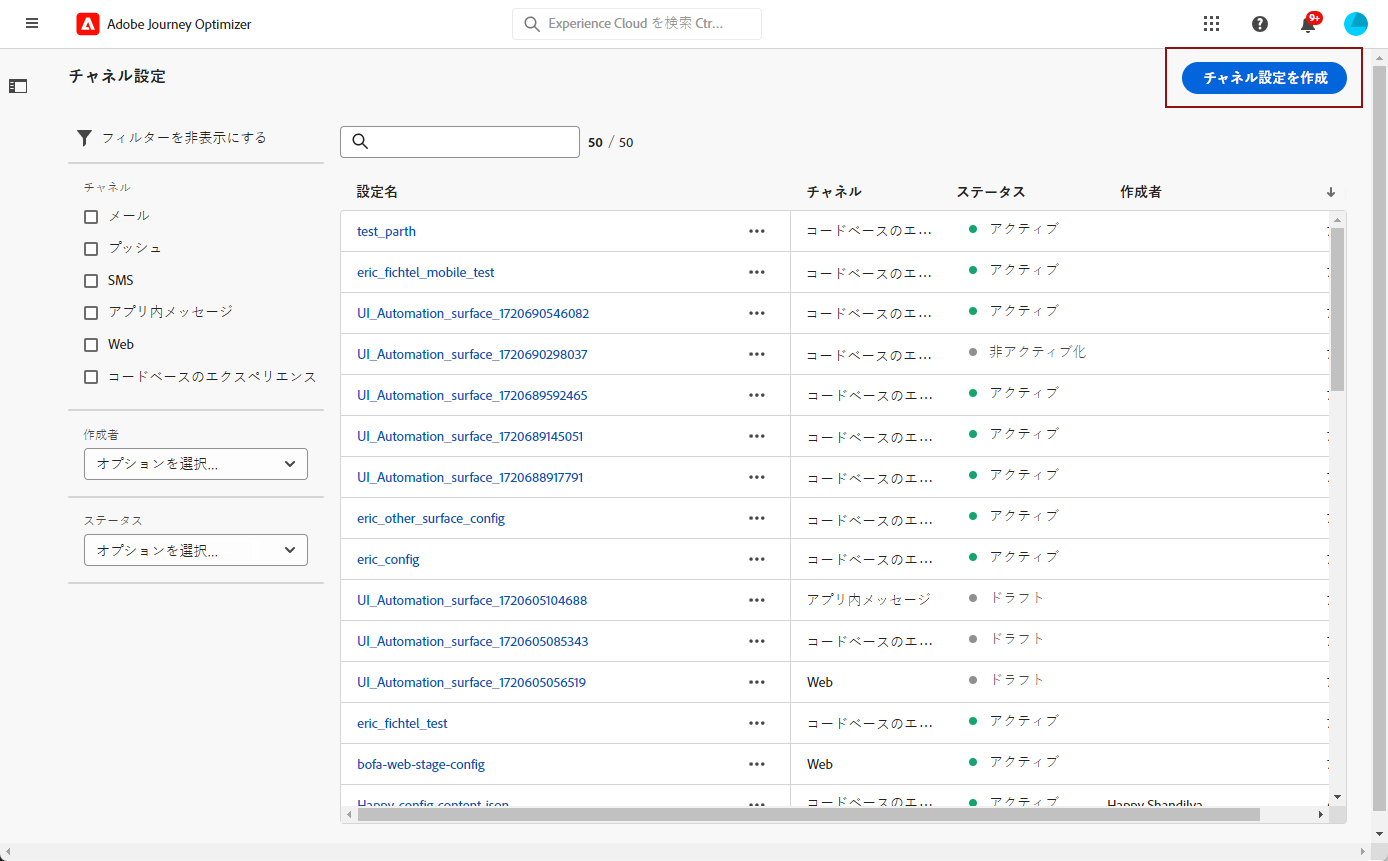 Adobe Journey Optimizer
Experience Cloud を検索 Ctr...
9+
チャネル設定
チャネル設定を作成
フィルターを非表示にする
50 / 50
チャネル
メール
プッシュ
SMS
アプリ内メッセージ
Web
コードベースのエクスペリエンス
作成者
オプションを選択...
ステータス
オプションを選択...
設定名 チャネル ステータス 作成者
test_parth コードベースのエ... アクティブ
eric_fichtel_mobile_test コードベースのエ... アクティブ
UI_Automation_surface_1720690546082 コードベースのエ... アクティブ
UI_Automation_surface_1720690298037 コードベースのエ... 非アクティブ化
UI_Automation_surface_1720689592465 コードベースのエ... アクティブ
UI_Automation_surface_1720689145051 コードベースのエ... アクティブ
UI_Automation_surface_1720688917791 コードベースのエ... アクティブ
eric_other_surface_config コードベースのエ... アクティブ
eric_config コードベースのエ... アクティブ
UI_Automation_surface_1720605104688 アプリ内メッセージ ドラフト
UI_Automation_surface_1720605085343 コードベースのエ... ドラフト
UI_Automation_surface_1720605056519 Web ドラフト
eric_fichtel_test コードベースのエ... アクティブ
bofa-web-stage-config Web アクティブ
Happy-config-content-json コードベースのエ... アクティブ Happy Shandilya